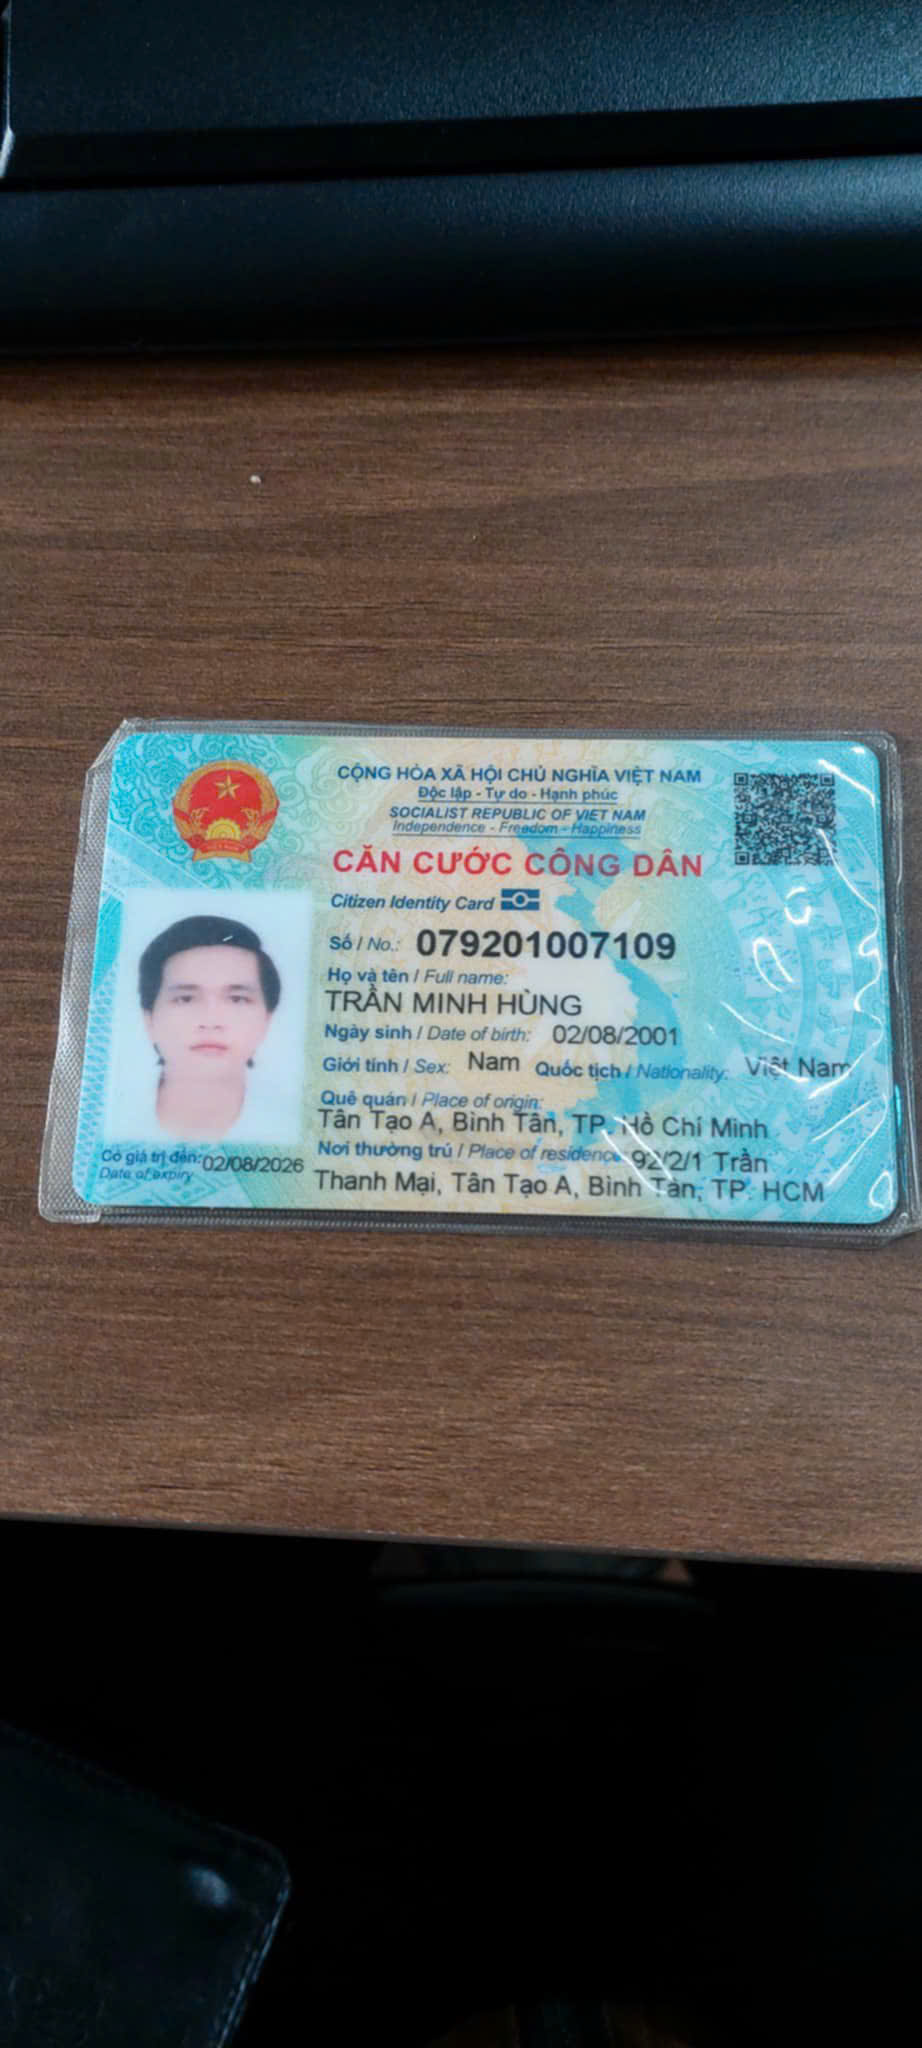 CỘNG HÒA XÃ HỘI CHỦ NGHĨA VIỆT NAM
Độc lập - Tự do - Hạnh phúc
SOCIALIST REPUBLIC OF VIET NAM
Independence - Freedom - Happiness
CĂN CƯỚC CÔNG DÂN
Citizen Identity Card
Số / No.: 079201007109
Họ và tên / Full name:
TRẦN MINH HÙNG
Ngày sinh / Date of birth: 02/08/2001
Giới tính / Sex: Nam Quốc tịch / Nationality: Việt Nam
Quê quán / Place of origin:
Tân Tạo A, Bình Tân, TP. Hồ Chí Minh
Nơi thường trú / Place of residence: 92/2/1 Trần
Thanh Mại, Tân Tạo A, Bình Tân, TP. HCM
Có giá trị đến: 02/08/2026
Date of expiry